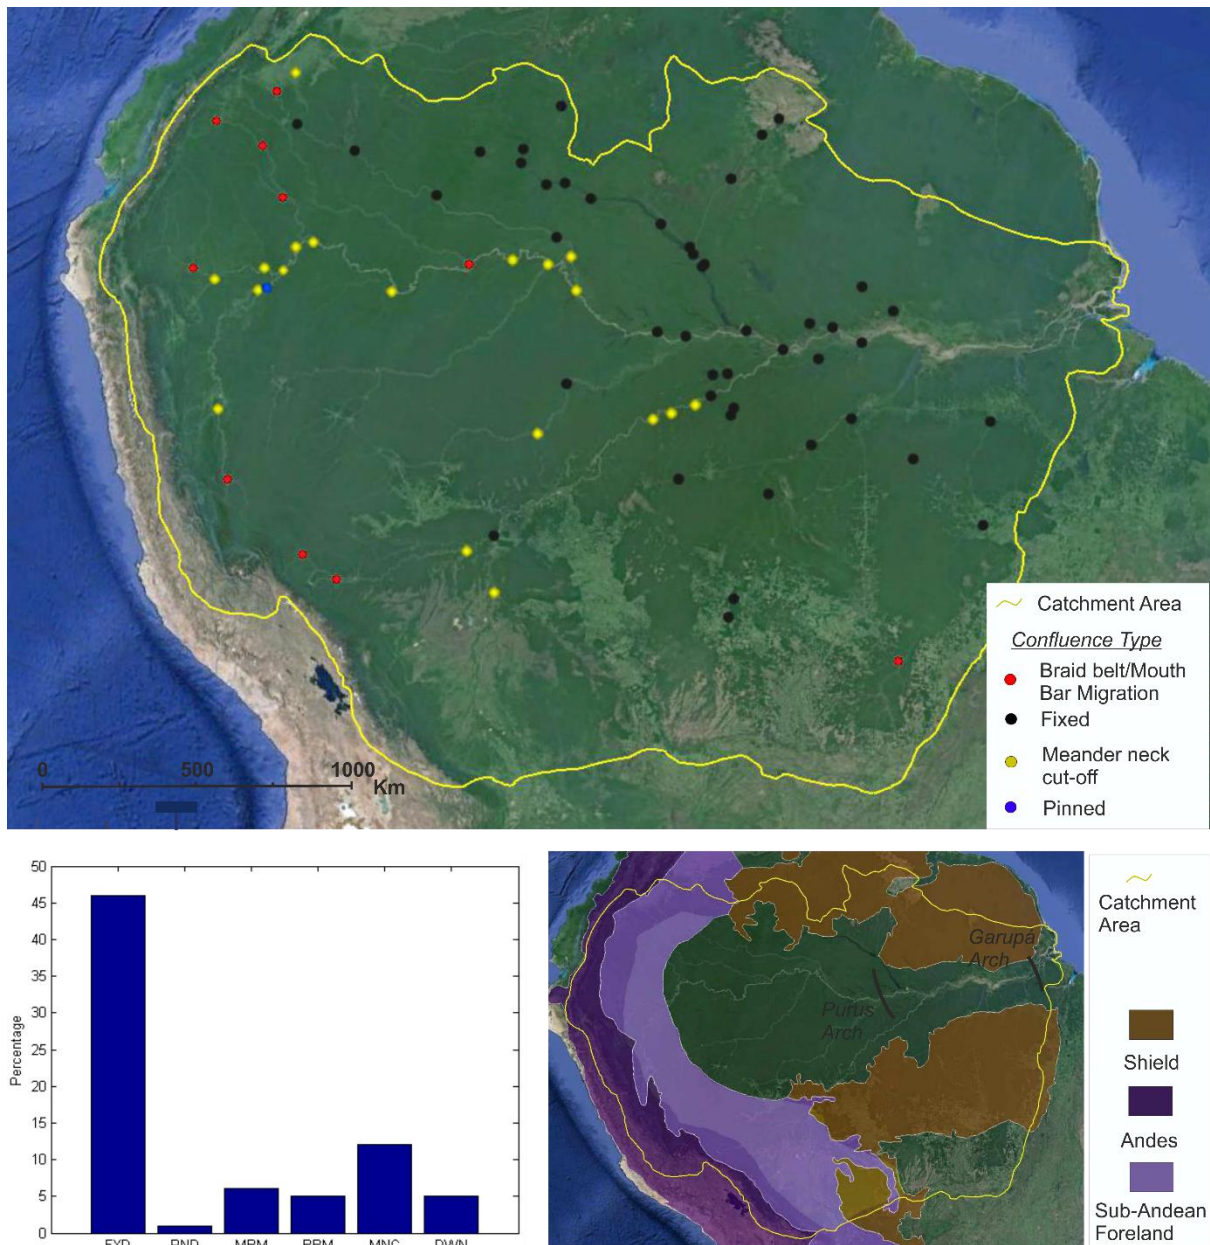 Catchment Area
Confluence Type
Braid belt/Mouth
Bar Migration
Fixed
Meander neck
cut-off
Pinned
0 500 1000
Km
50
45
40
35
30
25
20
15
10
5
0
Percentage
Garupa
Arch
Purus
Arch
Catchment
Area
Shield
Andes
Sub-Andean
Foreland